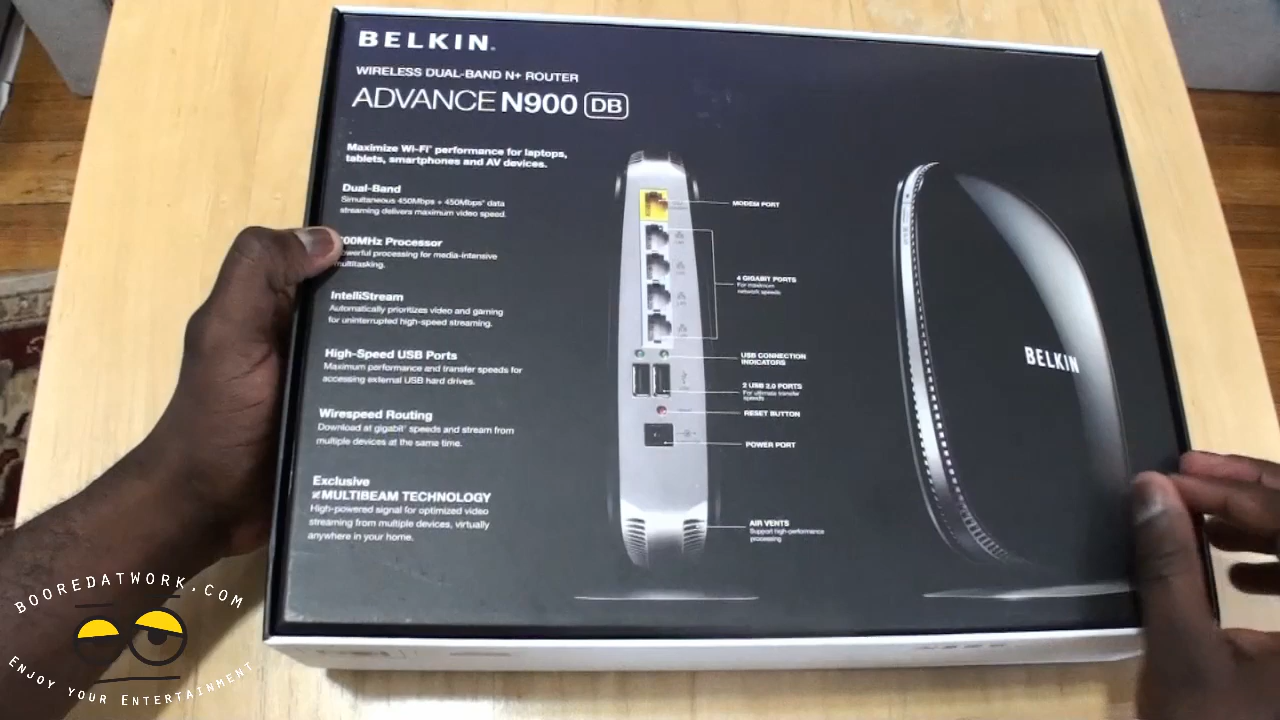 BELKIN.
WIRELESS DUAL-BAND N+ ROUTER
ADVANCE N900 DB
Maximize Wi-Fi® performance for laptops,
tablets, smartphones and AV devices.
Dual-Band
Simultaneous 450Mbps + 450Mbps* data
streaming delivers maximum video speed.
00MHz Processor
owerful processing for media-intensive
multitasking.
IntelliStream
Automatically prioritizes video and gaming
for uninterrupted high-speed streaming.
High-Speed USB Ports
Maximum performance and transfer speeds for
accessing external USB hard drives.
Wirespeed Routing
Download at gigabit† speeds and stream from
multiple devices at the same time.
Exclusive
MULTIBEAM TECHNOLOGY
High-powered signal for optimized video
streaming from multiple devices, virtually
anywhere in your home.
MODEM PORT
4 GIGABIT PORTS
For maximum
network speeds
USB CONNECTION
INDICATORS
2 USB 2.0 PORTS
For ultimate transfer
speeds
RESET BUTTON
POWER PORT
AIR VENTS
Support high-performance
processing
BELKIN
BOOREDATWORK.COM
ENJOY YOUR ENTERTAINMENT